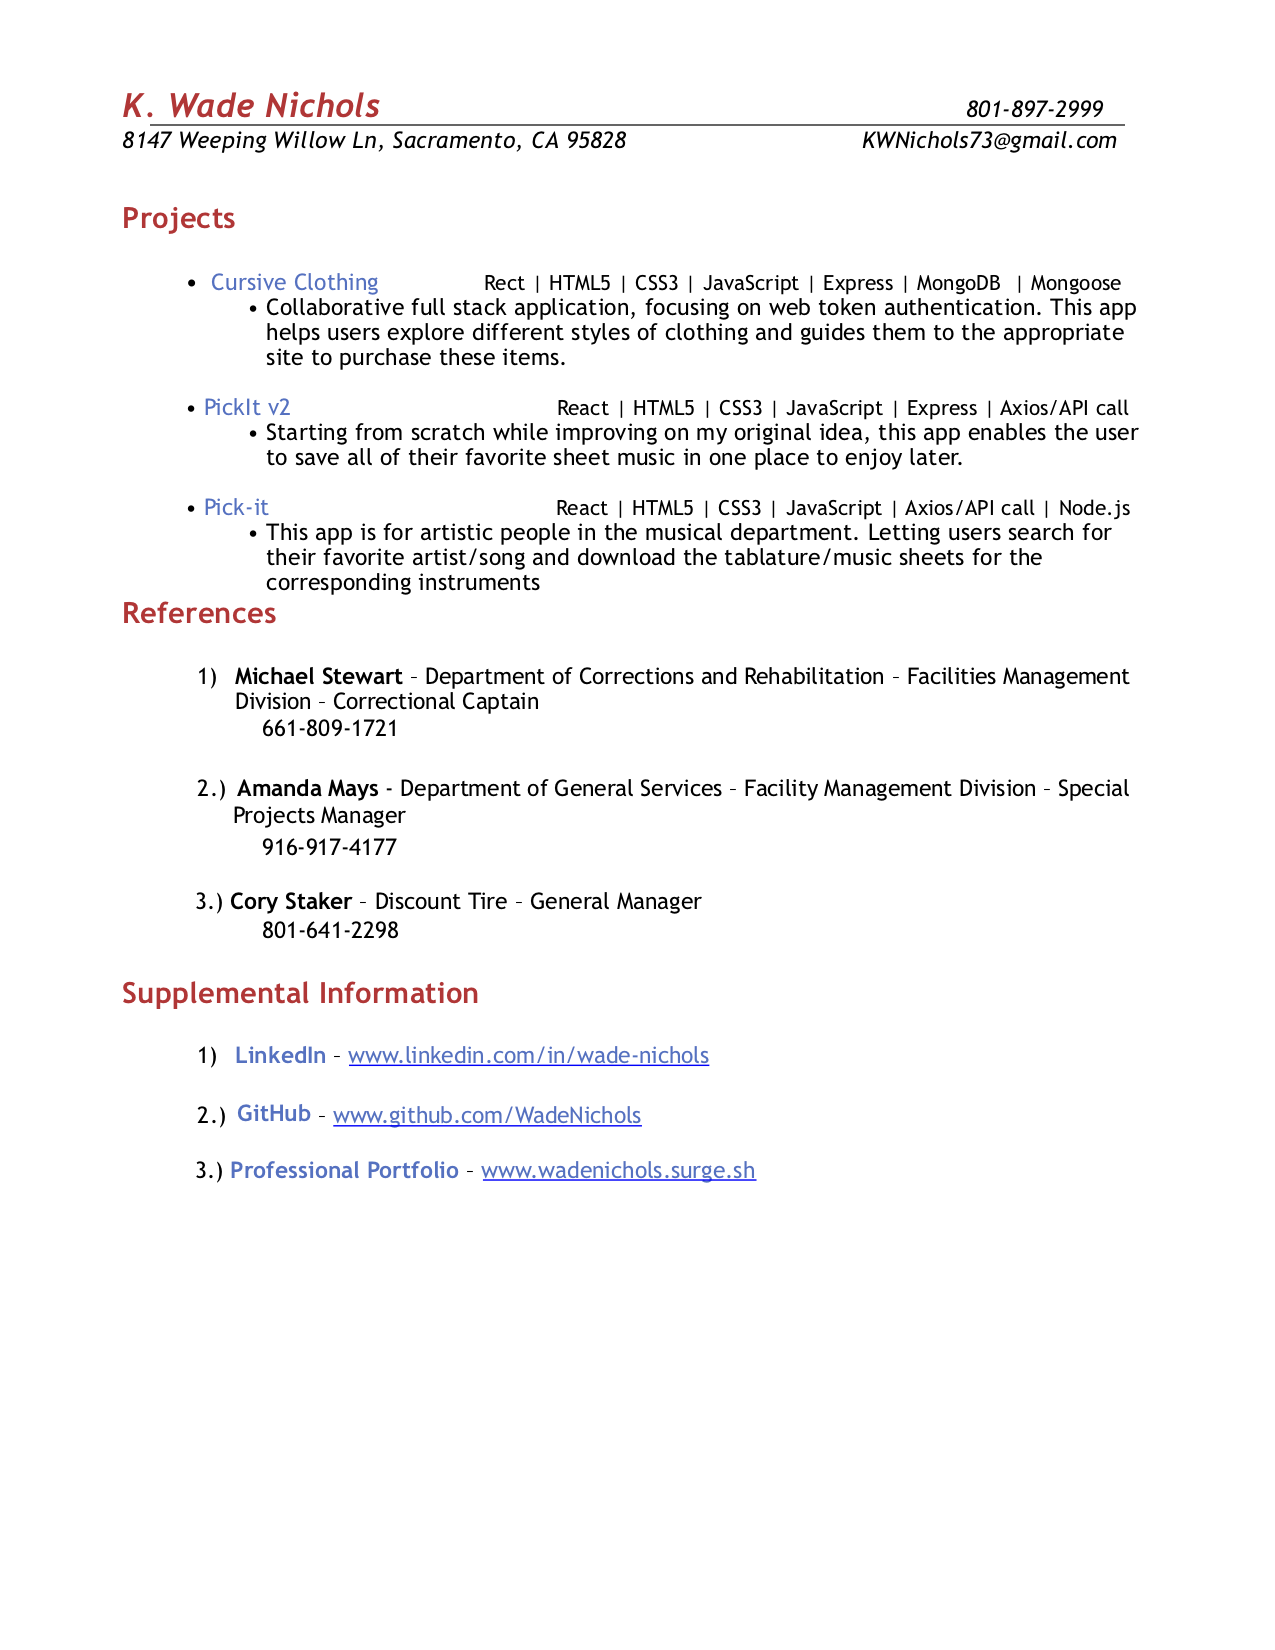 K. Wade Nichols 801-897-2999
8147 Weeping Willow Ln, Sacramento, CA 95828 KWNichols73@gmail.com
Projects
• Cursive Clothing Rect | HTML5 | CSS3 | JavaScript | Express | MongoDB | Mongoose
• Collaborative full stack application, focusing on web token authentication. This app
helps users explore different styles of clothing and guides them to the appropriate
site to purchase these items.
• PickIt v2 React | HTML5 | CSS3 | JavaScript | Express | Axios/API call
• Starting from scratch while improving on my original idea, this app enables the user
to save all of their favorite sheet music in one place to enjoy later.
• Pick-it React | HTML5 | CSS3 | JavaScript | Axios/API call | Node.js
• This app is for artistic people in the musical department. Letting users search for
their favorite artist/song and download the tablature/music sheets for the
corresponding instruments
References
1) Michael Stewart – Department of Corrections and Rehabilitation – Facilities Management
Division – Correctional Captain
661-809-1721
2.) Amanda Mays - Department of General Services – Facility Management Division – Special
Projects Manager
916-917-4177
3.) Cory Staker – Discount Tire – General Manager
801-641-2298
Supplemental Information
1) LinkedIn – www.linkedin.com/in/wade-nichols
2.) GitHub – www.github.com/WadeNichols
3.) Professional Portfolio – www.wadenichols.surge.sh